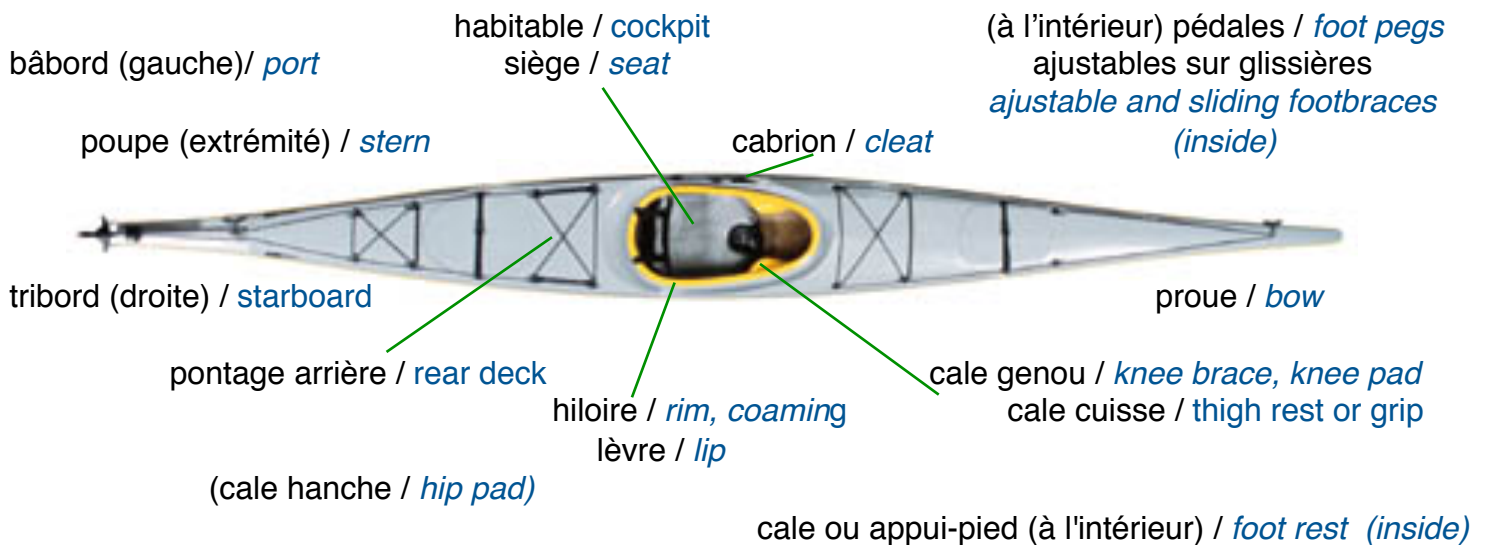 habitable / cockpit
siège / seat
(à l'intérieur) pédales / foot pegs
ajustables sur glissières
ajustable and sliding footbraces
(inside)
bâbord (gauche)/ port
poupe (extrémité) / stern
cabrion / cleat
tribord (droite) / starboard
proue / bow
pontage arrière / rear deck
hiloire / rim, coaming
lèvre / lip
cale genou / knee brace, knee pad
cale cuisse / thigh rest or grip
(cale hanche / hip pad)
cale ou appui-pied (à l'intérieur) / foot rest (inside)